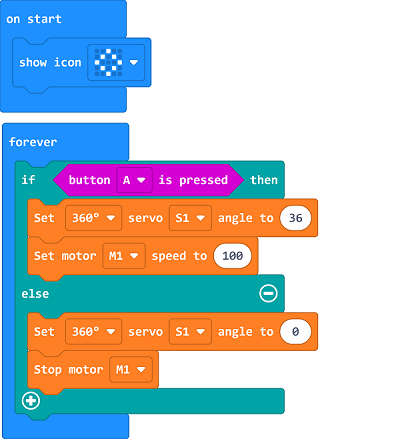 on start
show icon
forever
if button A is pressed then
Set 360° servo S1 angle to 36
Set motor M1 speed to 100
else
Set 360° servo S1 angle to 0
Stop motor M1